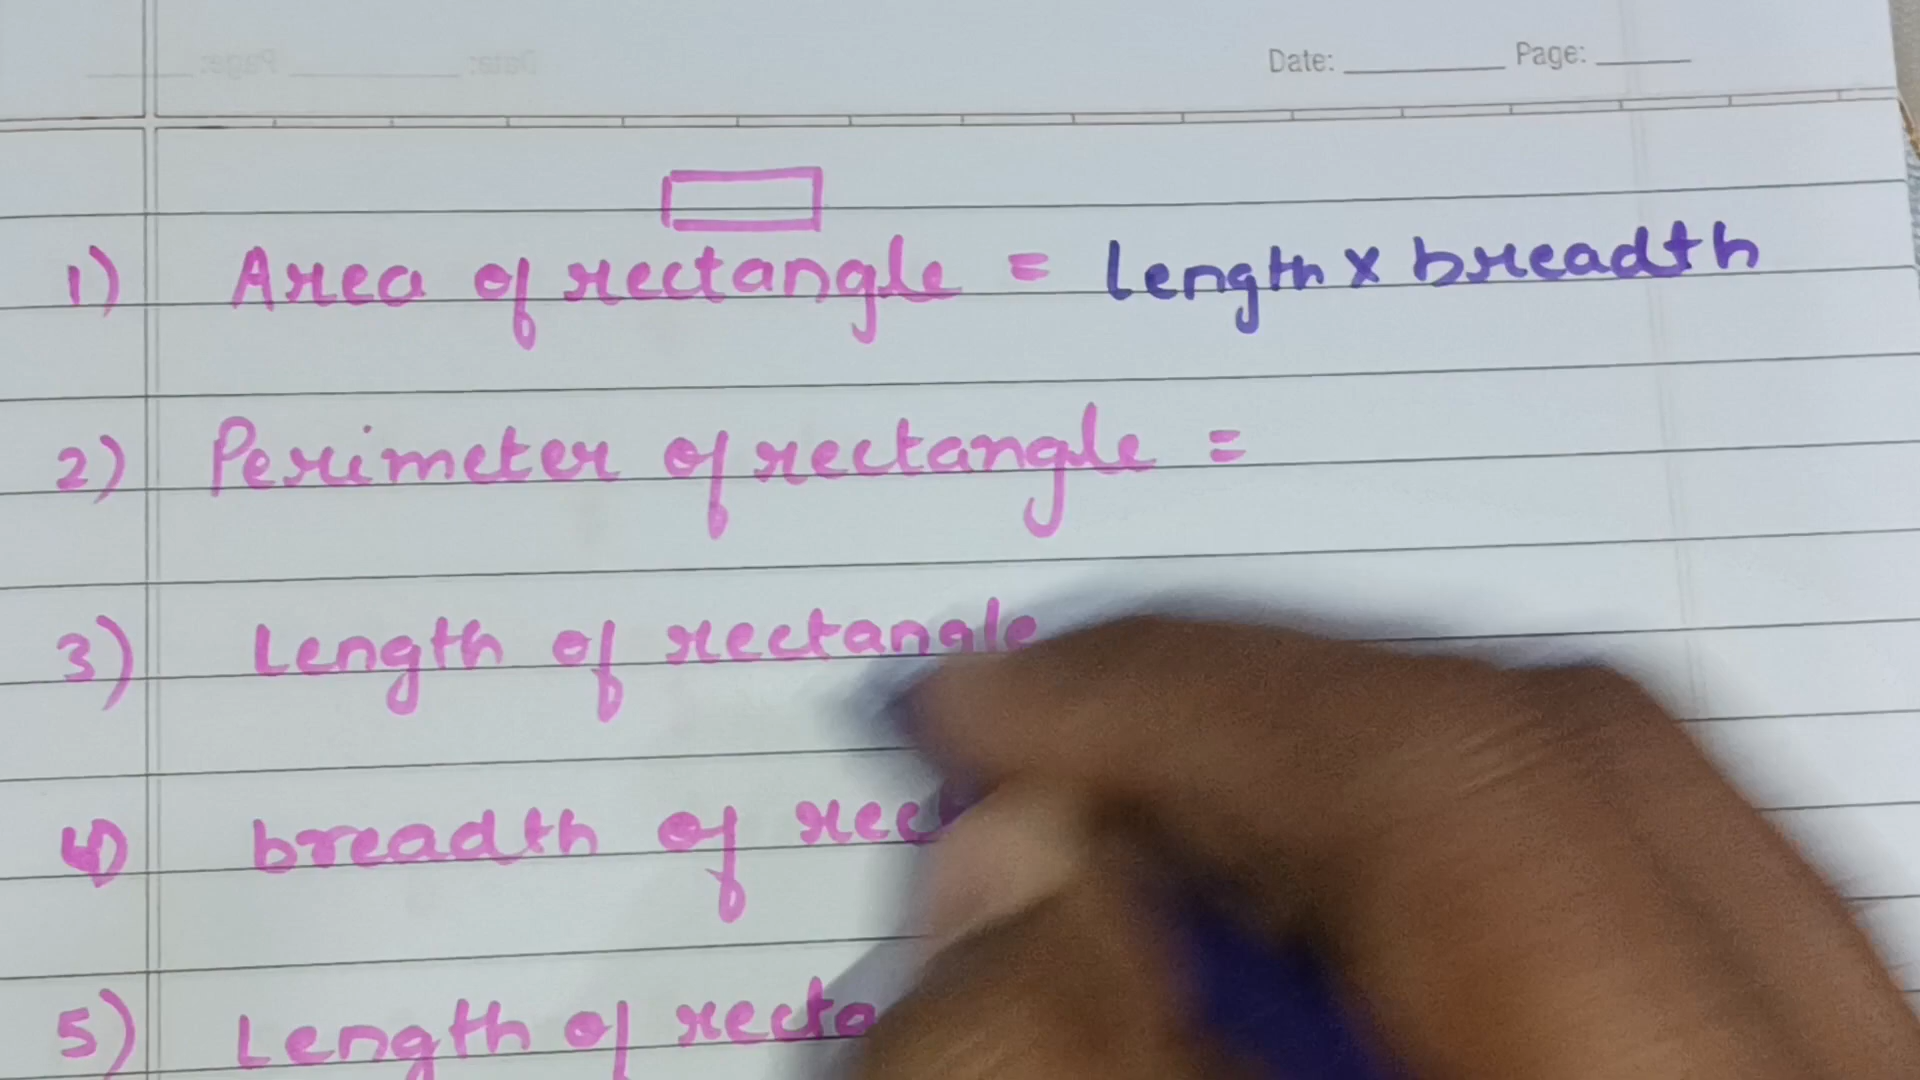 Date: Page:
1) Area of rectangle = Length x breadth
2) Perimeter of rectangle =
3) Length of rectangle
4) breadth of
5) Length of